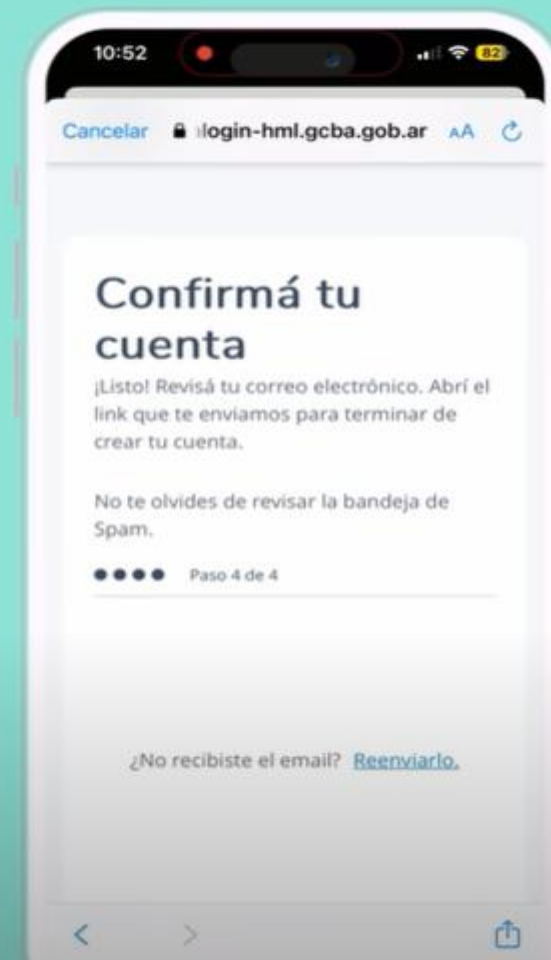 10:52
82
Cancelar login-hml.gcba.gob.ar AA
Confirmá tu
cuenta
¡Listo! Revisá tu correo electrónico. Abrí el
link que te enviamos para terminar de
crear tu cuenta.
No te olvides de revisar la bandeja de
Spam.
Paso 4 de 4
¿No recibiste el email? Reenviarlo.